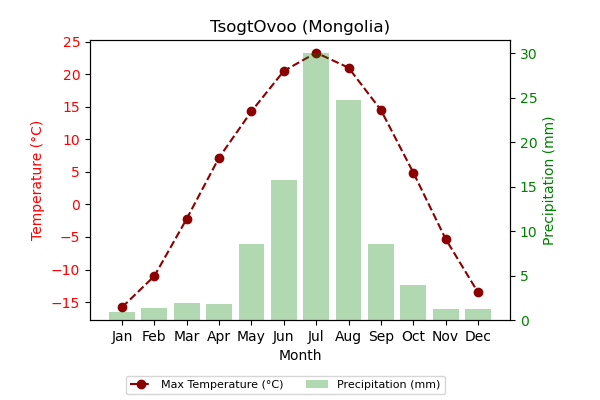 TsogtOvoo (Mongolia)
25
20
15
10
5
0
−5
−10
−15
Temperature (°C)
30
25
20
15
10
5
0
Precipitation (mm)
Jan Feb Mar Apr May Jun Jul Aug Sep Oct Nov Dec
Month
Max Temperature (°C) Precipitation (mm)